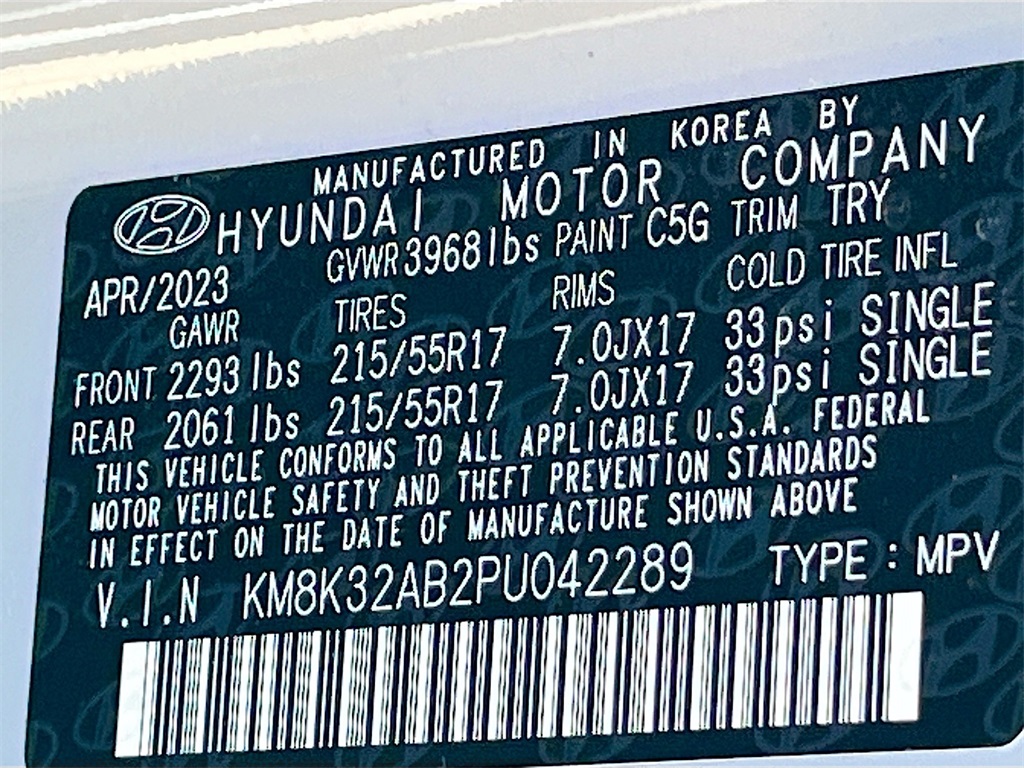 MANUFACTURED IN KOREA BY
HYUNDAI MOTOR COMPANY
APR/2023 GVWR 3968 lbs PAINT C5G TRIM TRY
GAWR TIRES RIMS COLD TIRE INFL
FRONT 2293 lbs 215/55R17 7.0JX17 33psi SINGLE
REAR 2061 lbs 215/55R17 7.0JX17 33psi SINGLE
THIS VEHICLE CONFORMS TO ALL APPLICABLE U.S.A. FEDERAL
MOTOR VEHICLE SAFETY AND THEFT PREVENTION STANDARDS
IN EFFECT ON THE DATE OF MANUFACTURE SHOWN ABOVE
V.I.N KM8K32AB2PU042289 TYPE : MPV